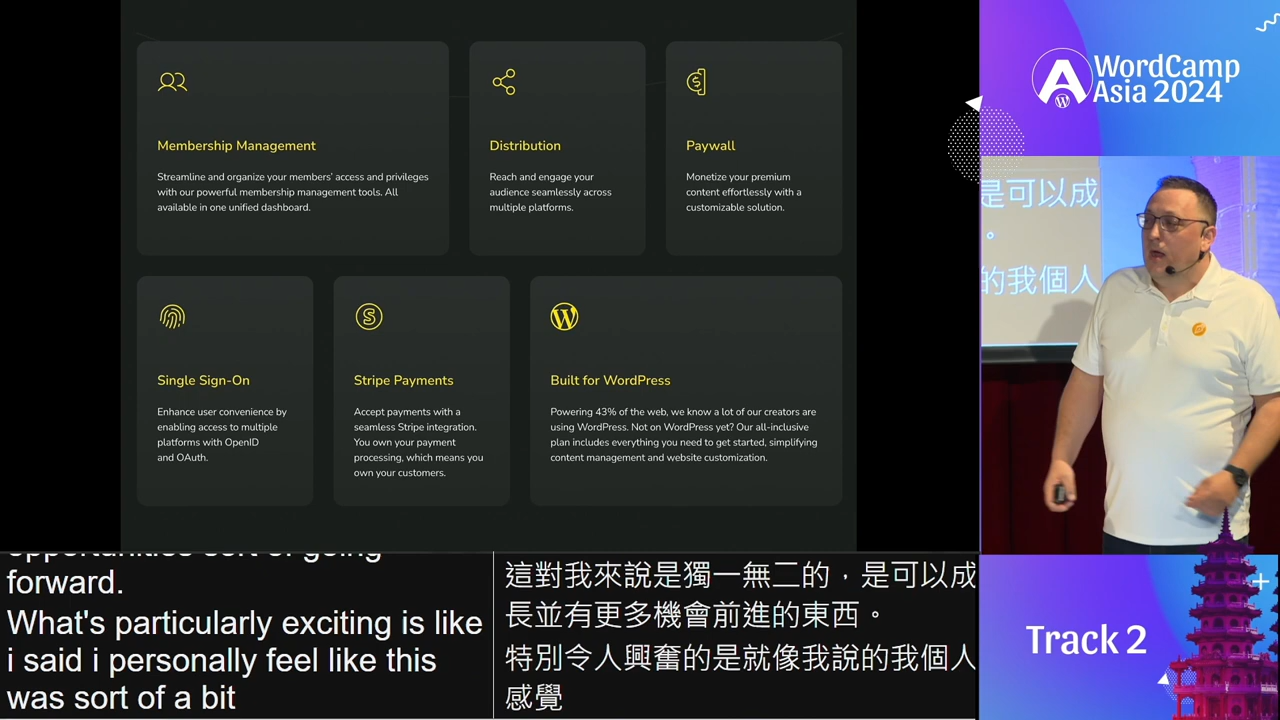 Membership Management
Streamline and organize your members' access and privileges
with our powerful membership management tools. All
available in one unified dashboard.
Distribution
Reach and engage your
audience seamlessly across
multiple platforms.
Paywall
Monetize your premium
content effortlessly with a
customizable solution.
Single Sign-On
Enhance user convenience by
enabling access to multiple
platforms with OpenID
and OAuth.
Stripe Payments
Accept payments with a
seamless Stripe integration.
You own your payment
processing, which means you
own your customers.
Built for WordPress
Powering 43% of the web, we know a lot of our creators are
using WordPress. Not on WordPress yet? Our all-inclusive
plan includes everything you need to get started, simplifying
content management and website customization.
WordCamp
Asia 2024
是可以成
。
的我個人
opportunities sort of going
forward.
What's particularly exciting is like
i said i personally feel like this
was sort of a bit
這對我來說是獨一無二的，是可以成
長並有更多機會前進的東西。
特別令人興奮的是就像我說的我個人
感覺
Track 2